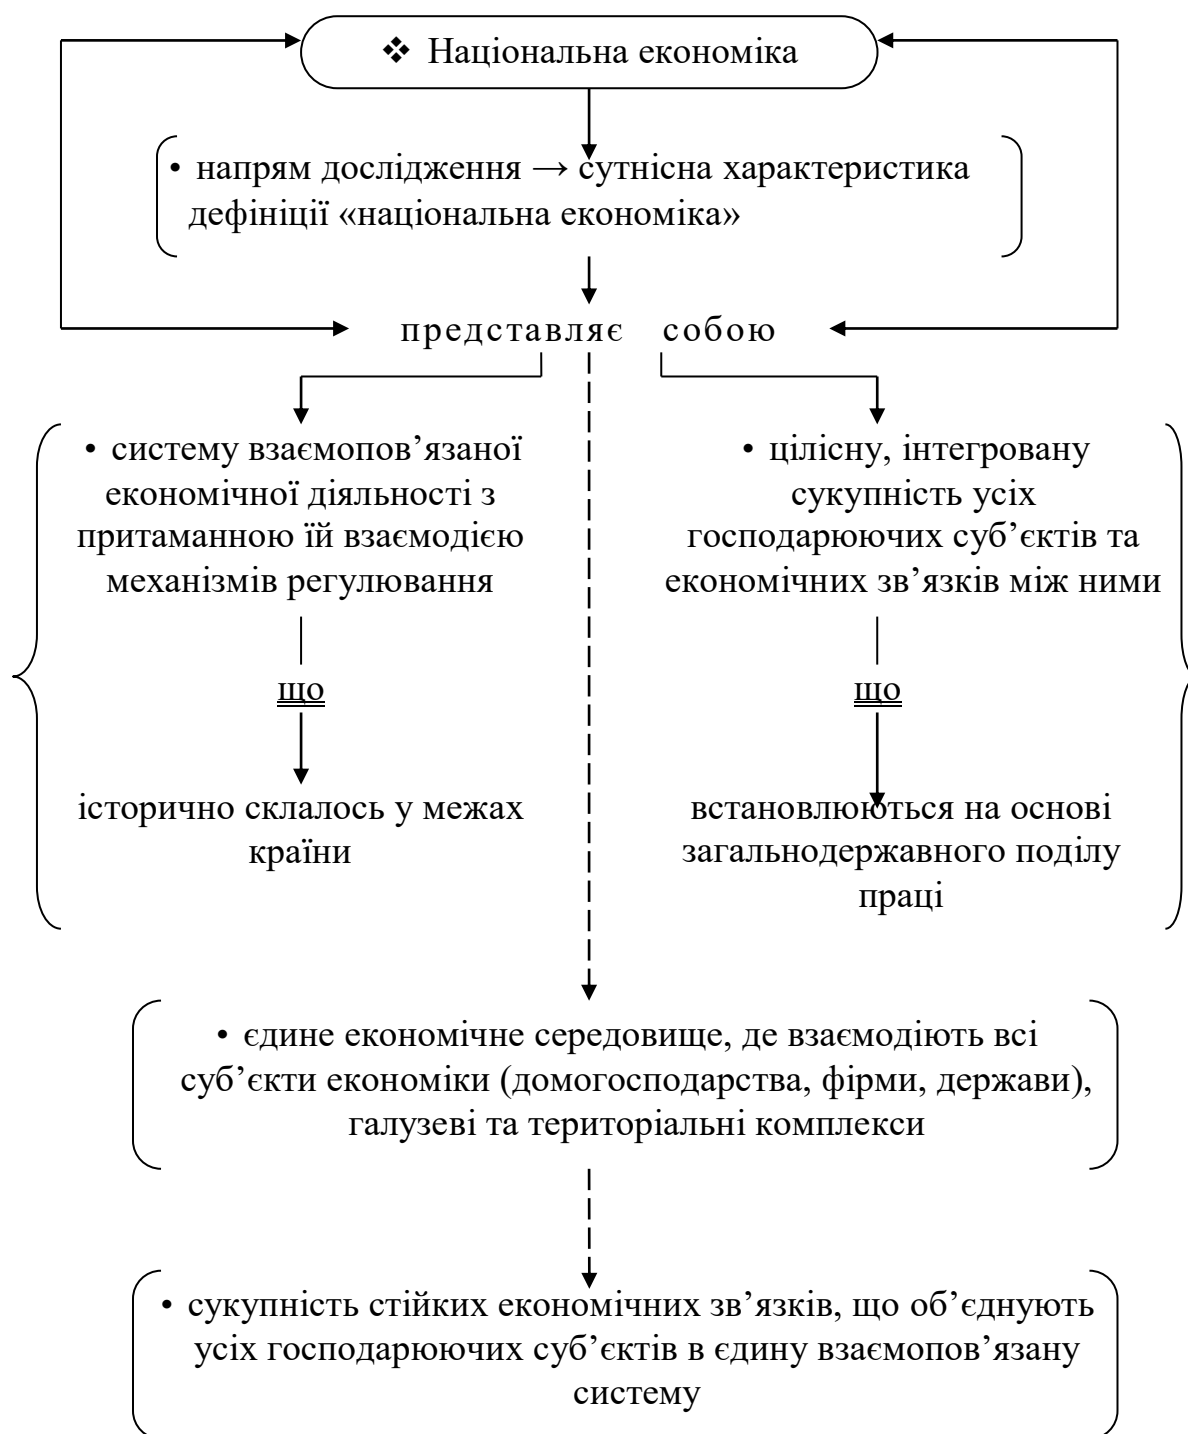 ❖ Національна економіка
• напрям дослідження → сутнісна характеристика
дефініції «національна економіка»
представляє собою
• систему взаємопов’язаної
економічної діяльності з
притаманною їй взаємодією
механізмів регулювання
що
історично склалось у межах
країни
• цілісну, інтегровану
сукупність усіх
господарюючих суб’єктів та
економічних зв’язків між ними
що
встановлюються на основі
загальнодержавного поділу
праці
• єдине економічне середовище, де взаємодіють всі
суб’єкти економіки (домогосподарства, фірми, держави),
галузеві та територіальні комплекси
• сукупність стійких економічних зв’язків, що об’єднують
усіх господарюючих суб’єктів в єдину взаємопов’язану
систему